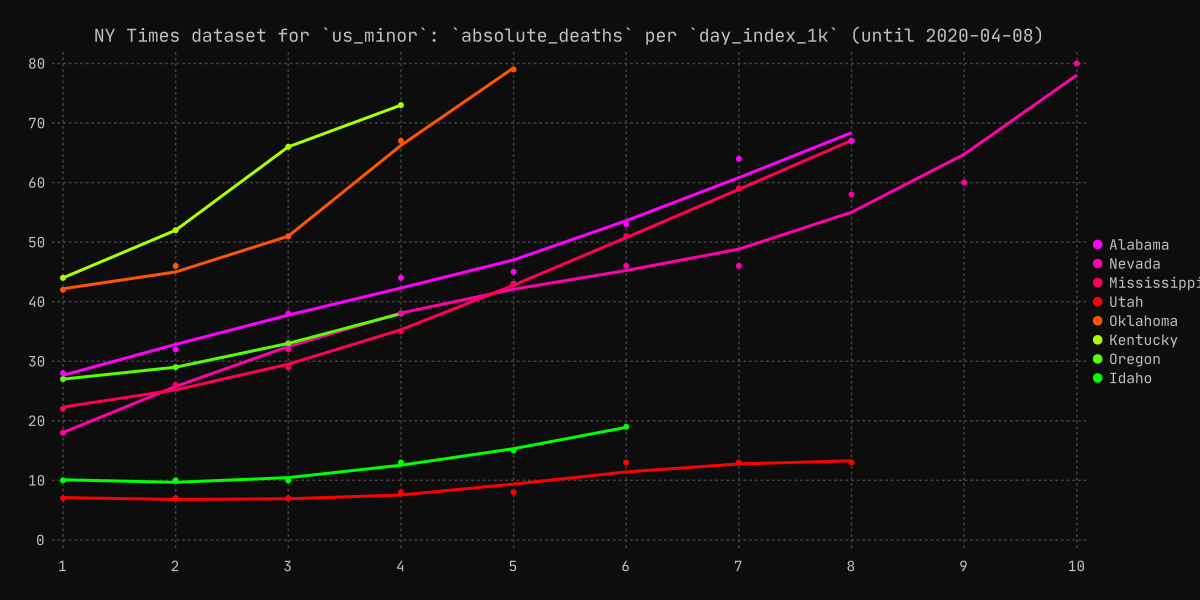 NY Times dataset for `us_minor`: `absolute_deaths` per `day_index_1k` (until 2020-04-08)
80
70
60
50
40
30
20
10
0
1 2 3 4 5 6 7 8 9 10
Alabama
Nevada
Mississippi
Utah
Oklahoma
Kentucky
Oregon
Idaho